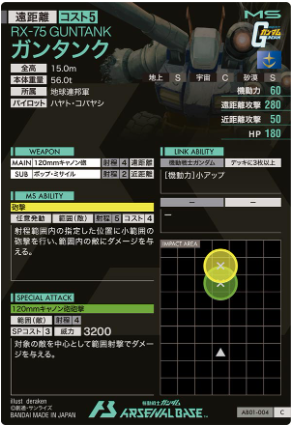 遠距離 コスト5 MS
RX-75 GUNTANK
ガンタンク
機動戦士ガンダム
全高 15.0m
本体重量 56.0t
所属 地球連邦軍
パイロット ハヤト・コバヤシ
地上 S 宇宙 C 砂漠 S
機動力 60
遠距離攻撃 280
近距離攻撃 50
HP 180
WEAPON
MAIN 120mmキャノン砲 射程 4 遠距離
SUB ボップ・ミサイル 射程 2 近距離
LINK ABILITY
機動戦士ガンダム デッキに3枚以上
[機動力]小アップ
— —
—
MS ABILITY
砲撃
任意発動 範囲(敵) 射程 5 コスト 4
射程範囲内の指定した位置に小範囲の
砲撃を行い、範囲内の敵にダメージを与
える。
IMPACT AREA
SPECIAL ATTACK
120mmキャノン砲砲撃
範囲(敵) 射程 4
SPコスト 3 威力 3200
対象の敵を中心として範囲射撃でダメー
ジを与える。
illust deraken
©創通・サンライズ
BANDAI MADE IN JAPAN
機動戦士ガンダム
ARSENAL BASE
AB01-004 C